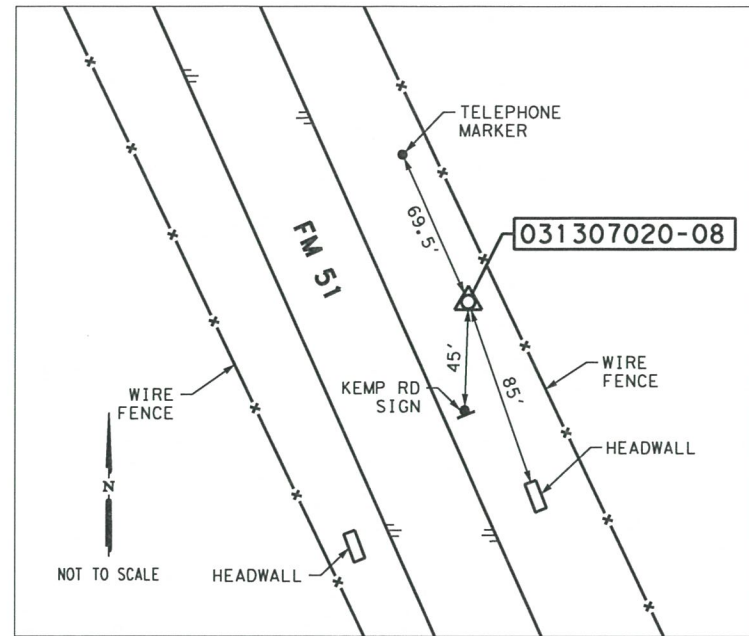 TELEPHONE
MARKER
69.5'
031307020-08
FM 51
45'
85'
WIRE
FENCE
KEMP RD
SIGN
WIRE
FENCE
HEADWALL
N
NOT TO SCALE
HEADWALL